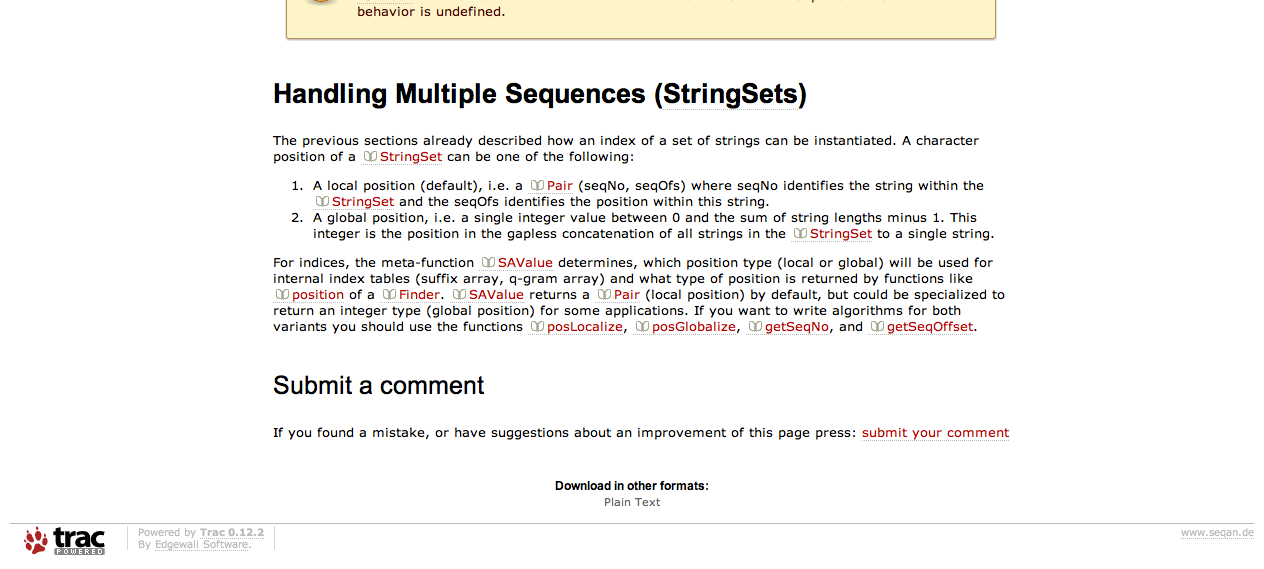 behavior is undefined.
Handling Multiple Sequences (StringSets)
The previous sections already described how an index of a set of strings can be instantiated. A character
position of a StringSet can be one of the following:
1. A local position (default), i.e. a Pair (seqNo, seqOfs) where seqNo identifies the string within the
StringSet and the seqOfs identifies the position within this string.
2. A global position, i.e. a single integer value between 0 and the sum of string lengths minus 1. This
integer is the position in the gapless concatenation of all strings in the StringSet to a single string.
For indices, the meta-function SAValue determines, which position type (local or global) will be used for
internal index tables (suffix array, q-gram array) and what type of position is returned by functions like
position of a Finder. SAValue returns a Pair (local position) by default, but could be specialized to
return an integer type (global position) for some applications. If you want to write algorithms for both
variants you should use the functions posLocalize, posGlobalize, getSeqNo, and getSeqOffset.
Submit a comment
If you found a mistake, or have suggestions about an improvement of this page press: submit your comment
Download in other formats:
Plain Text
trac
POWERED
Powered by Trac 0.12.2
By Edgewall Software.
www.seqan.de